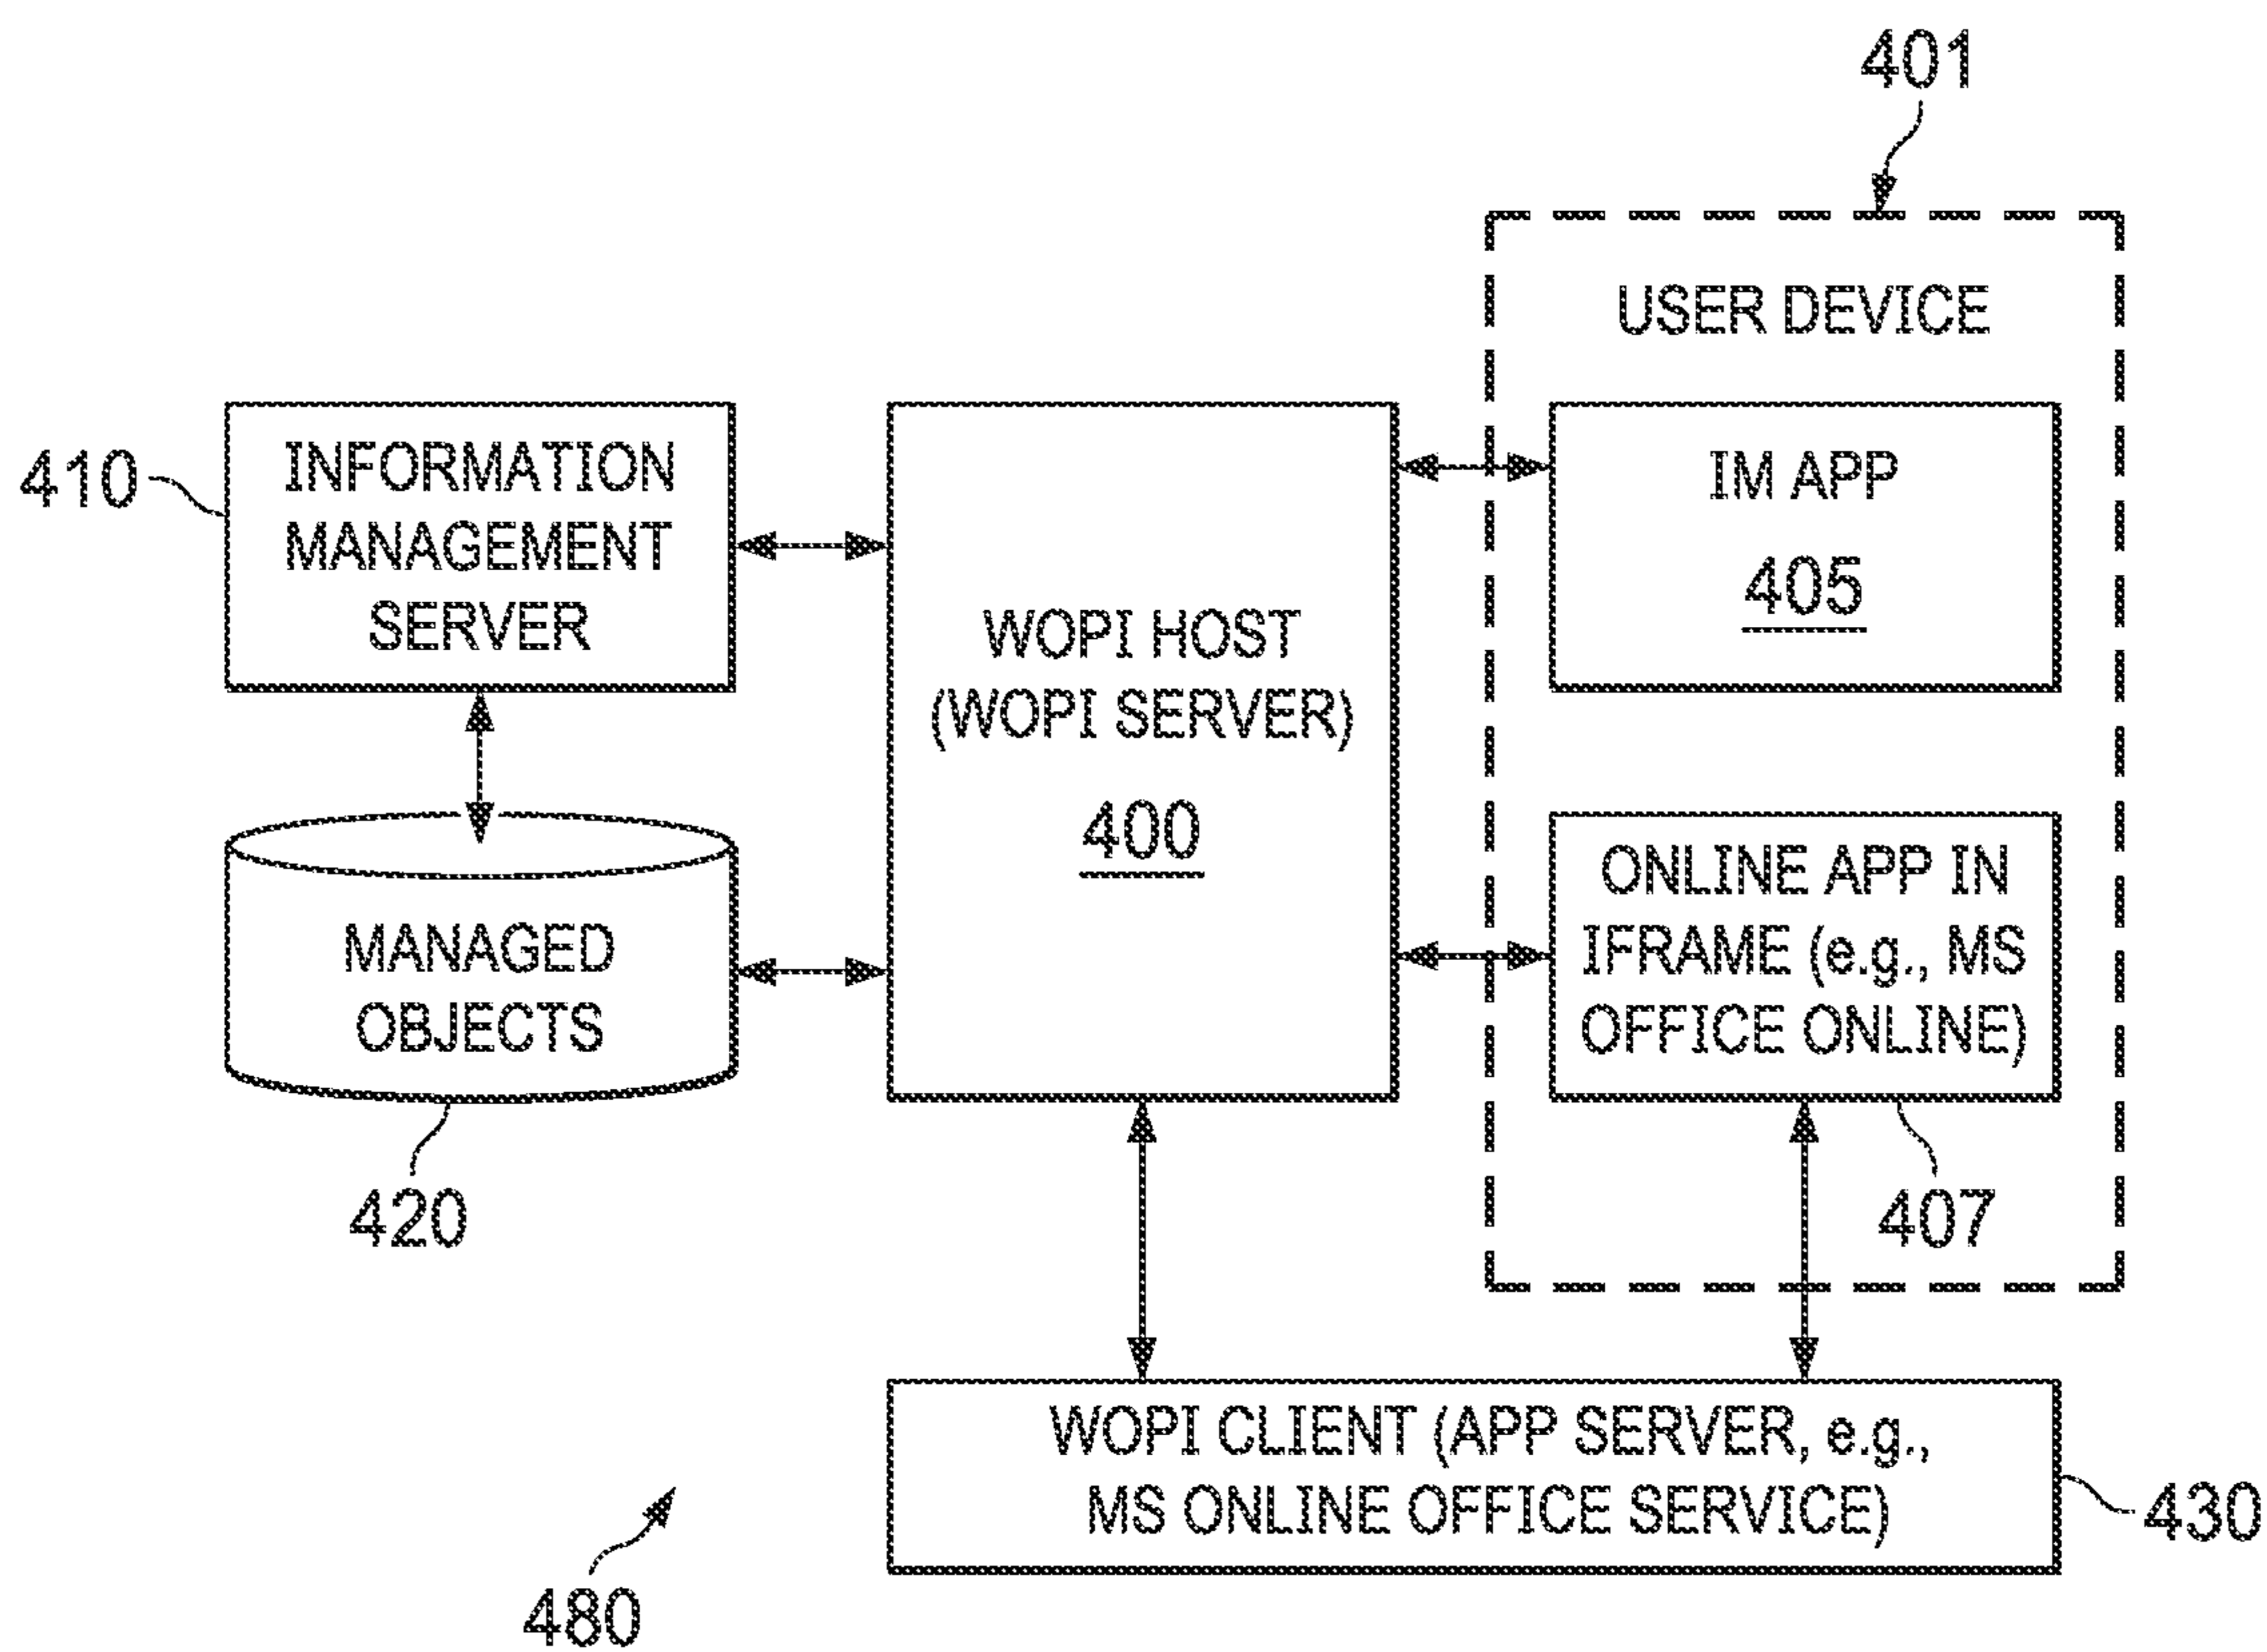 401
USER DEVICE
410
INFORMATION
MANAGEMENT
SERVER
WOPI HOST
(WOPI SERVER)
400
IM APP
405
MANAGED
OBJECTS
420
ONLINE APP IN
IFRAME (e.g., MS
OFFICE ONLINE)
407
WOPI CLIENT (APP SERVER, e.g.,
MS ONLINE OFFICE SERVICE)
430
480